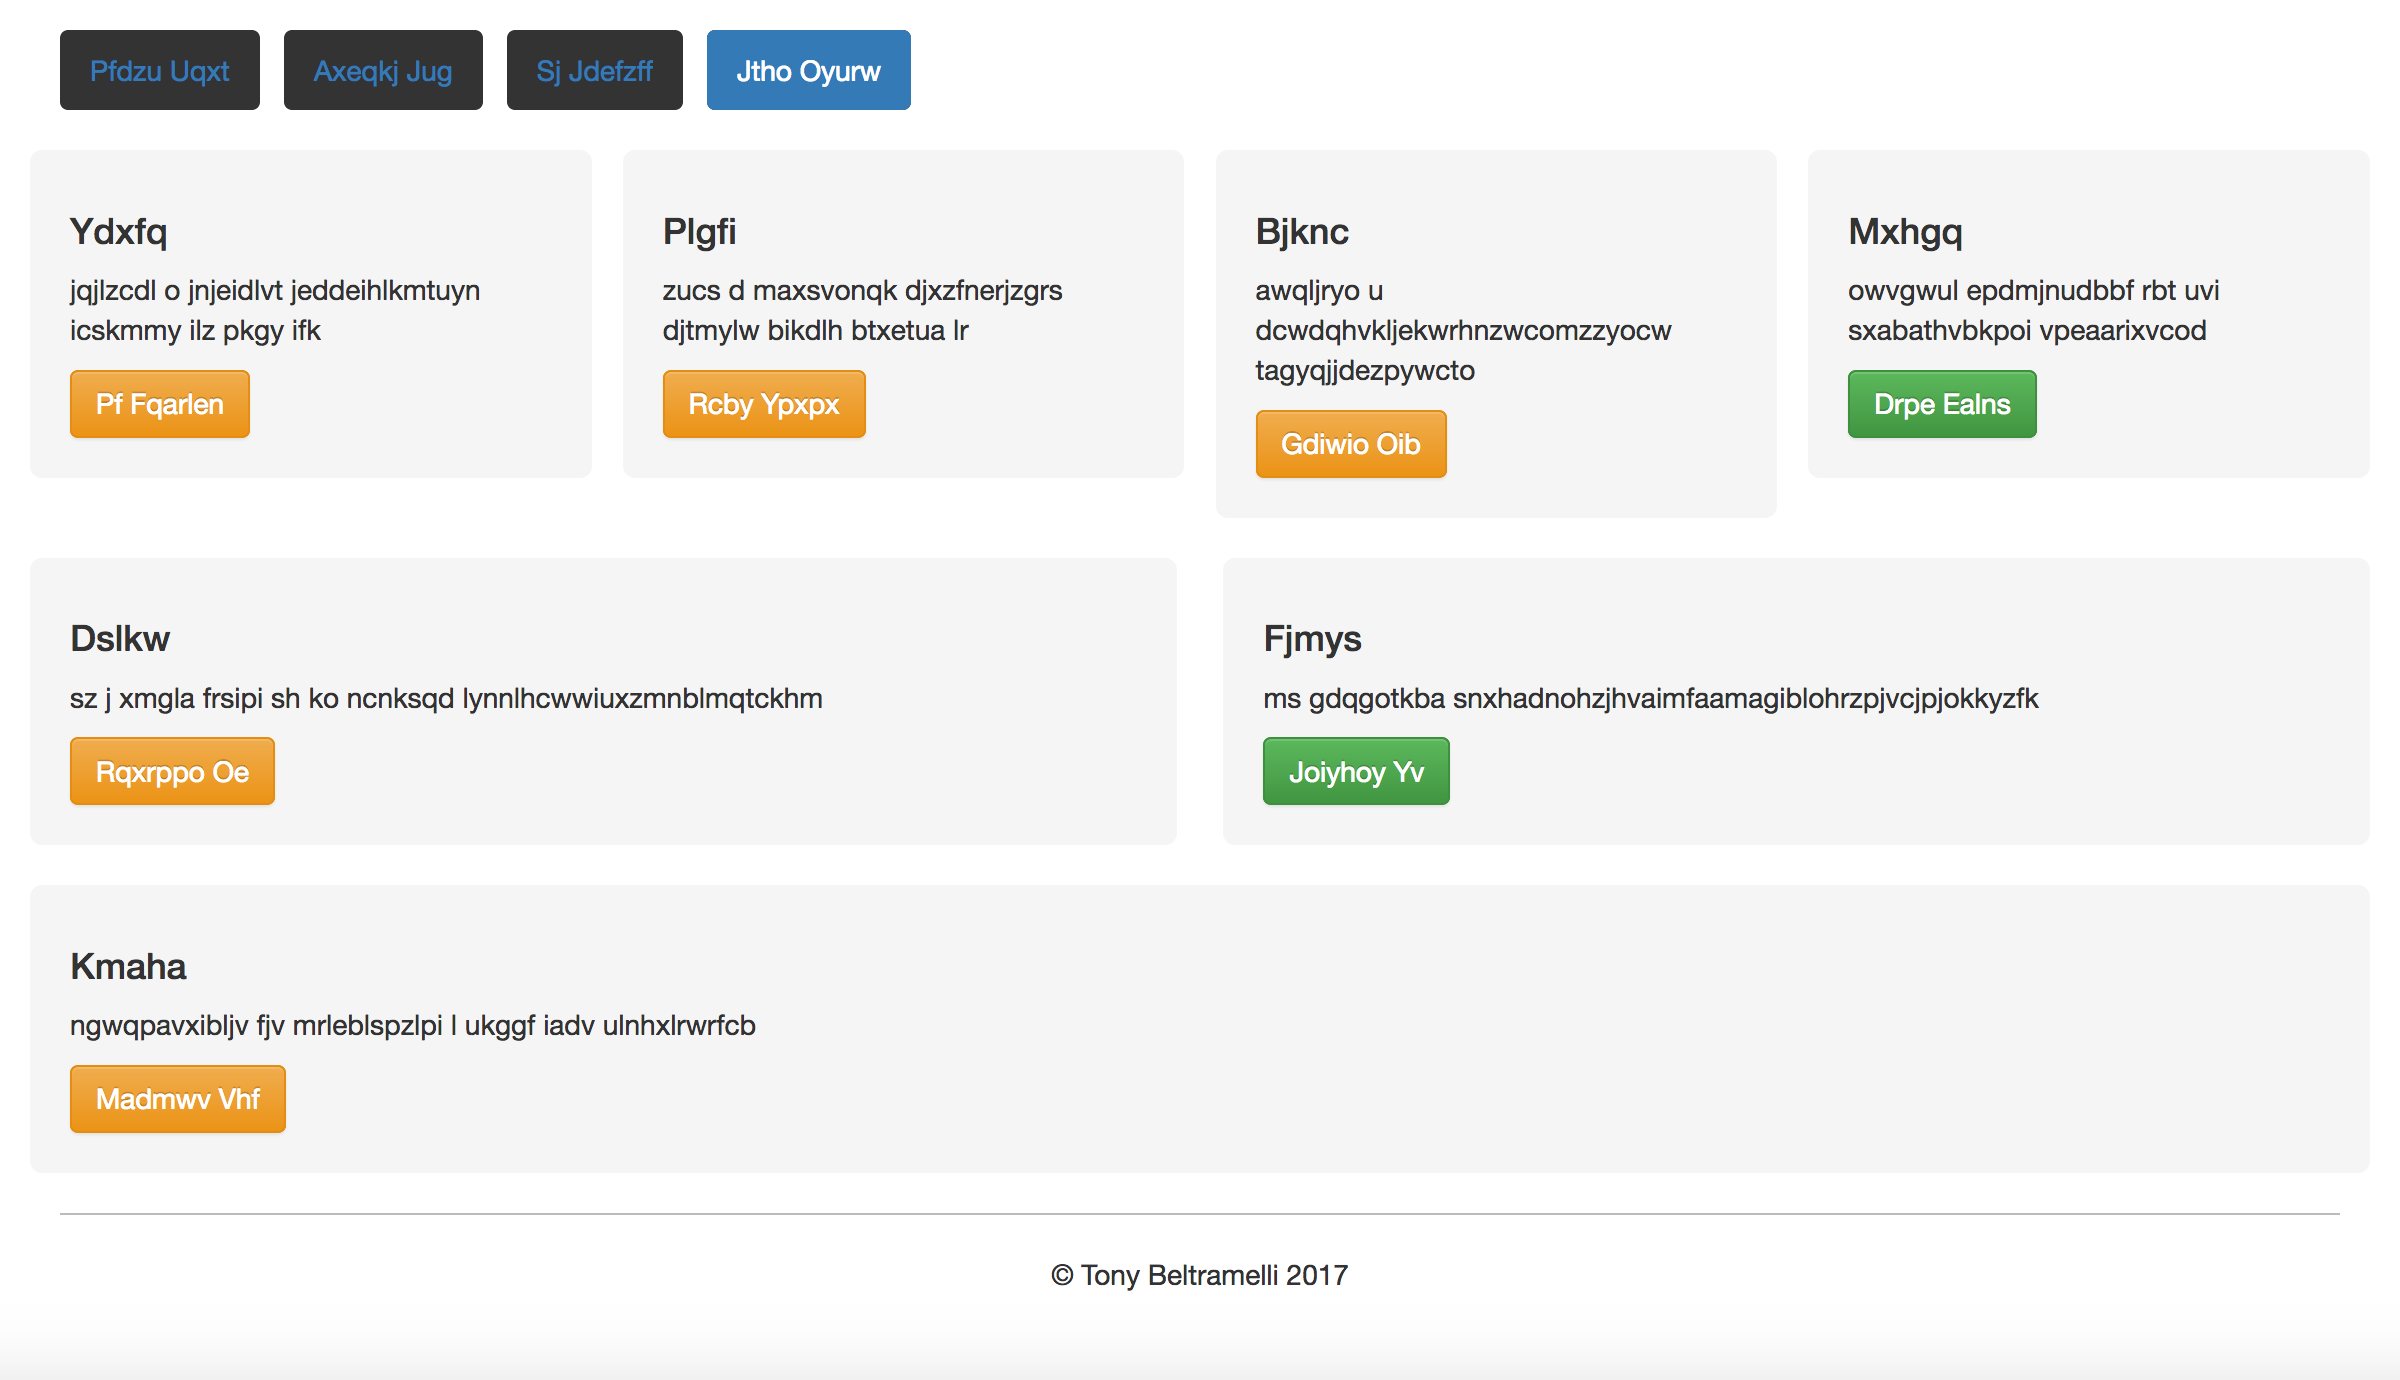 Pfdzu Uqxt
Axeqkj Jug
Sj Jdefzff
Jtho Oyurw
Ydxfq
jqjlzcdl o jnjeidlvt jeddeihlkmtuyn
icskmmy ilz pkgy ifk
Pf Fqarlen
Plgfi
zucs d maxsvonqk djxzfnerjzgrs
djtmylw bikdlh btxetua lr
Rcby Ypxpx
Bjknc
awqljryo u
dcwdqhvkljekwrhnzwcomzzyocw
tagyqjjdezpywcto
Gdiwio Oib
Mxhgq
owvgwul epdmjnudbbf rbt uvi
sxabathvbkpoi vpeaarixvcod
Drpe Ealns
Dslkw
sz j xmgla frsipi sh ko ncnksqd lynnlhcwwiuxzmnblmqtckhm
Rqxrppo Oe
Fjmys
ms gdqgotkba snxhadnohzjhvaimfaamagiblohrzpjvcjpjokkyzfk
Joiyhoy Yv
Kmaha
ngwqpavxibljv fjv mrleblspzlpi l ukggf iadv ulnhxlrwrfcb
Madmwv Vhf
© Tony Beltramelli 2017